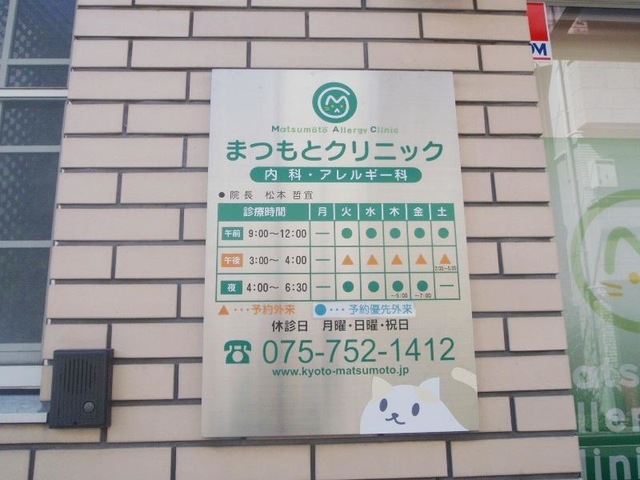 Matsumoto Allergy Clinic
まつもとクリニック
内科・アレルギー科
● 院長 松本 哲宜
診療時間 月 火 水 木 金 土
午前 9:00～12:00 — ● ● ● ● ●
午後 3:00～ 4:00 — ▲ ▲ ▲ ▲ ▲
夜 4:00～ 6:30 — ● ● ● ● —
～7:00
▲・・・予約外来 ●・・・予約優先外来
休診日 月曜・日曜・祝日
☎ 075-752-1412
www.kyoto-matsumoto.jp